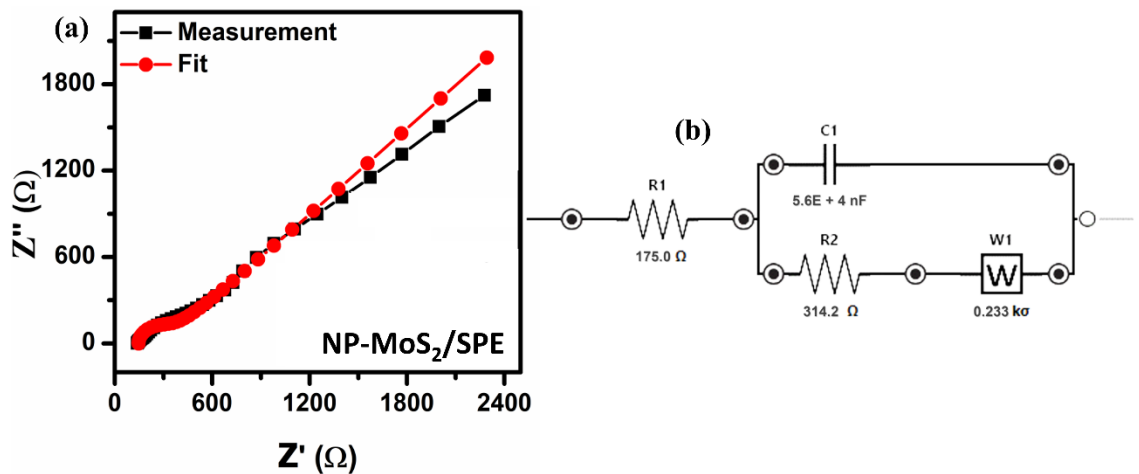 (a)
Measurement
Fit
Z'' (Ω)
1800
1200
600
0
NP-MoS₂/SPE
0 600 1200 1800 2400
Z' (Ω)
(b)
C1
5.6E + 4 nF
R1
175.0 Ω
R2
314.2 Ω
W1
W
0.233 kσ